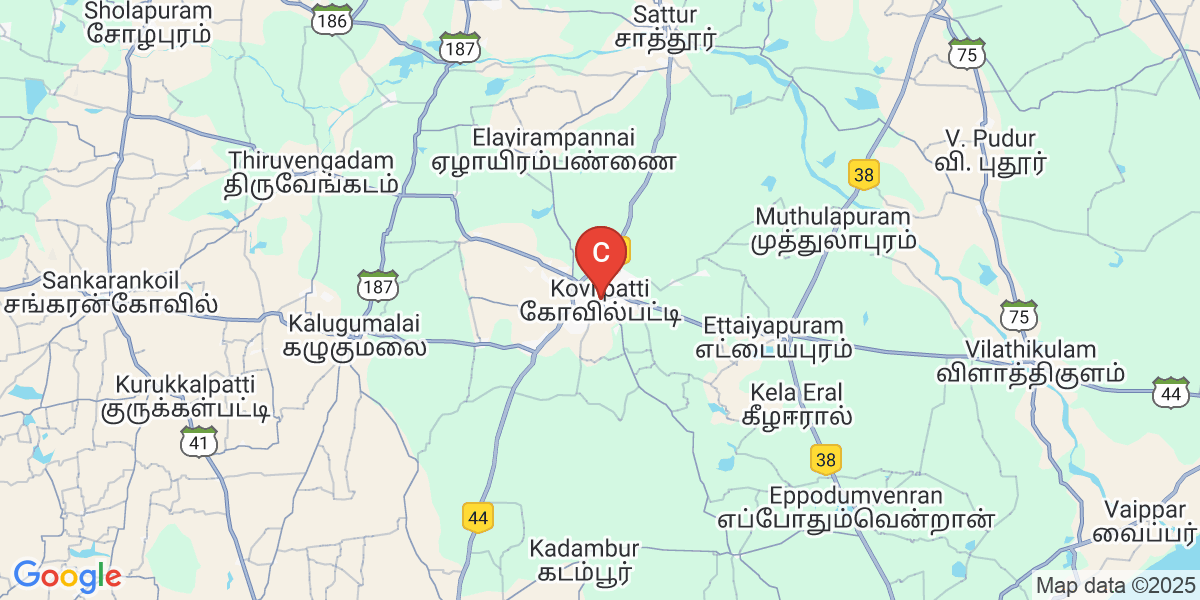 Sholapuram
சோழபுரம்
186
Sattur
சாத்தூர்
187
75
Elayirampannai
ஏழாயிரம்பண்ணை
V. Pudur
வி. புதூர்
Thiruvengadam
திருவேங்கடம்
38
Muthulapuram
முத்துலாபுரம்
C
Sankarankoil
சங்கரன்கோவில்
187
Kovilpatti
கோவில்பட்டி
Kalugumalai
கழுகுமலை
Ettaiyapuram
எட்டையபுரம்
75
Vilathikulam
விளாத்திகுளம்
Kurukkalpatti
குருக்கள்பட்டி
Kela Eral
கீழஈரால்
44
41
38
Eppodumvenran
எப்போதும்வென்றான்
44
Vaippar
வைப்பர்
Kadambur
கடம்பூர்
Google
Map data ©2025